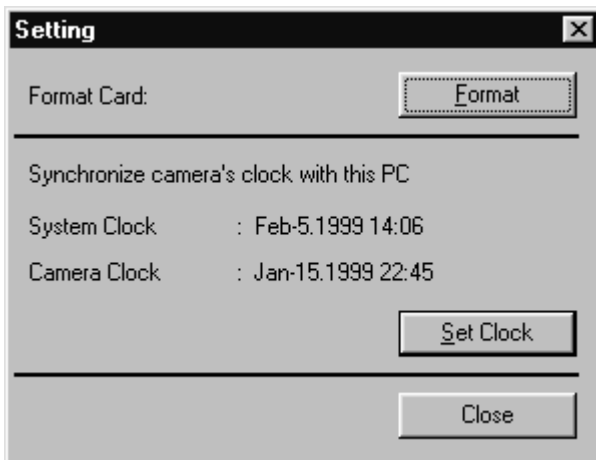 Setting
Format Card:
Format
Synchronize camera's clock with this PC
System Clock : Feb-5.1999 14:06
Camera Clock : Jan-15.1999 22:45
Set Clock
Close